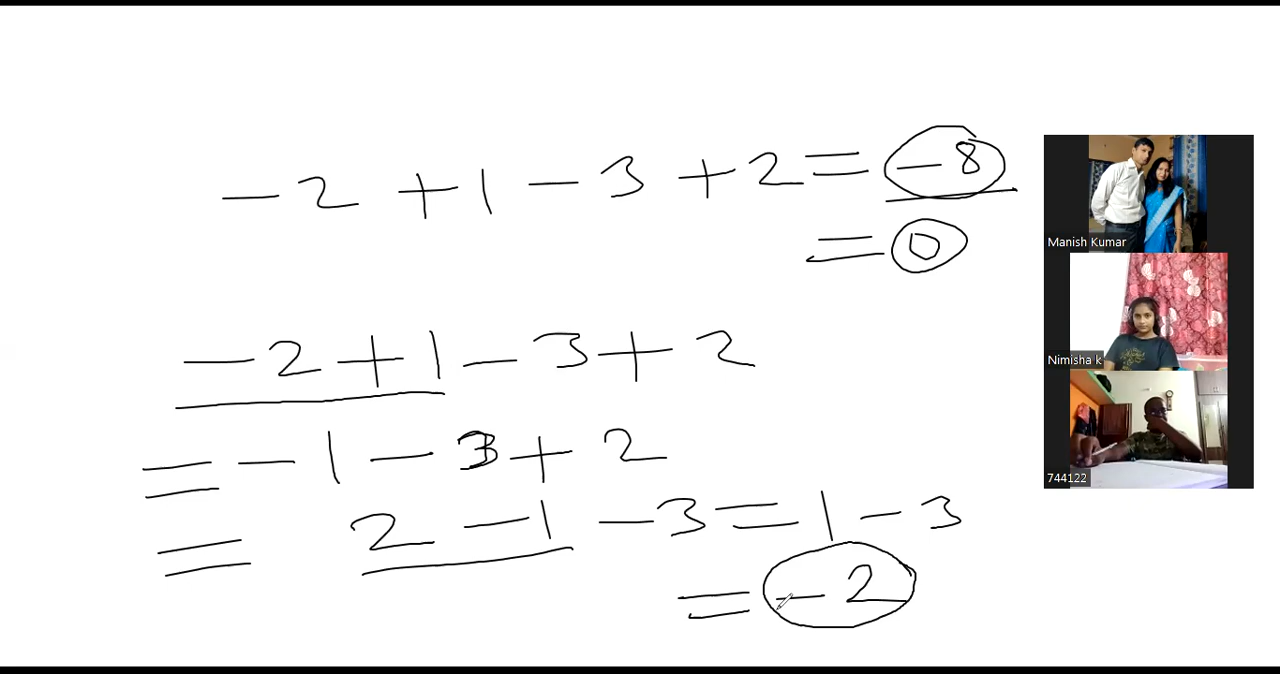 -2 +1 -3 +2 = -8
= 0
-2+1-3+2
= -1-3+2
= 2-1-3=1-3
= -2
Manish Kumar
Nimisha k
744122